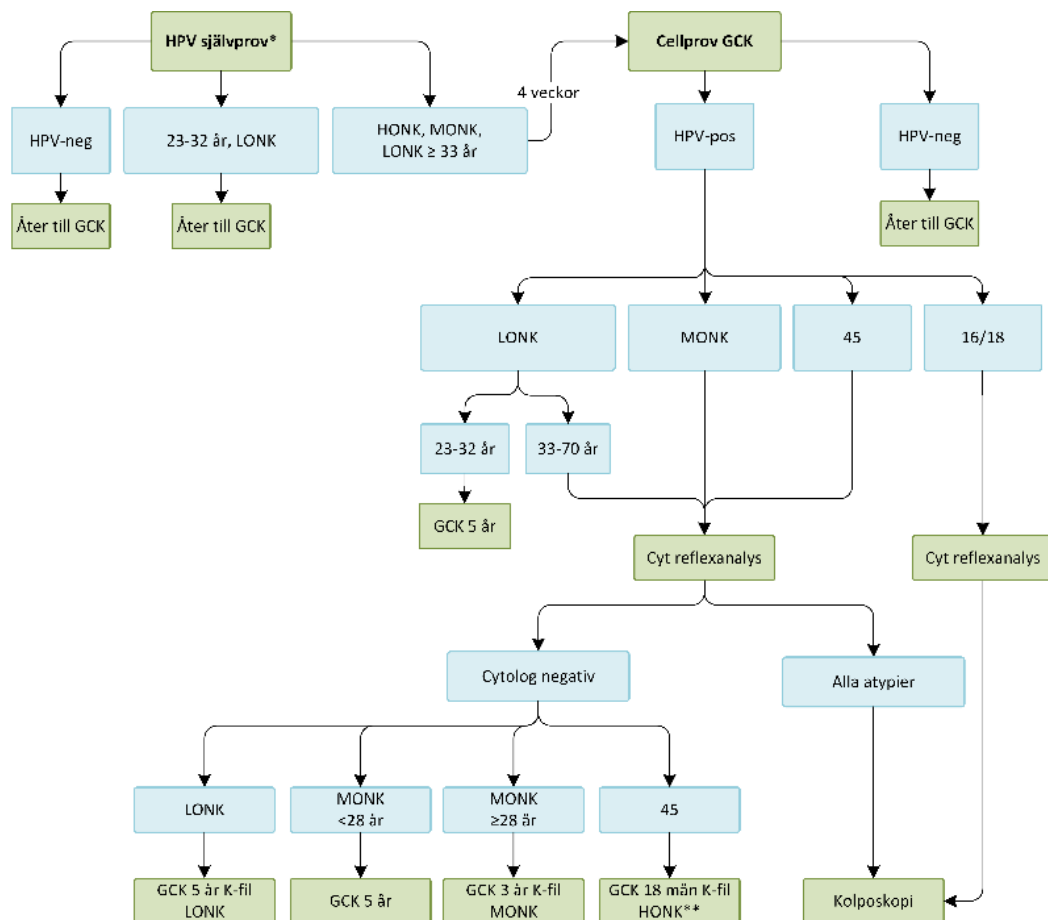 HPV självprov*
Cellprov GCK
4 veckor
HPV-neg
23-32 år, LONK
HONK, MONK,
LONK ≥ 33 år
HPV-pos
HPV-neg
Åter till GCK
Åter till GCK
Åter till GCK
LONK
MONK
45
16/18
23-32 år
33-70 år
GCK 5 år
Cyt reflexanalys
Cyt reflexanalys
Cytolog negativ
Alla atypier
LONK
MONK
<28 år
MONK
≥28 år
45
GCK 5 år K-fil
LONK
GCK 5 år
GCK 3 år K-fil
MONK
GCK 18 mån K-fil
HONK**
Kolposkopi